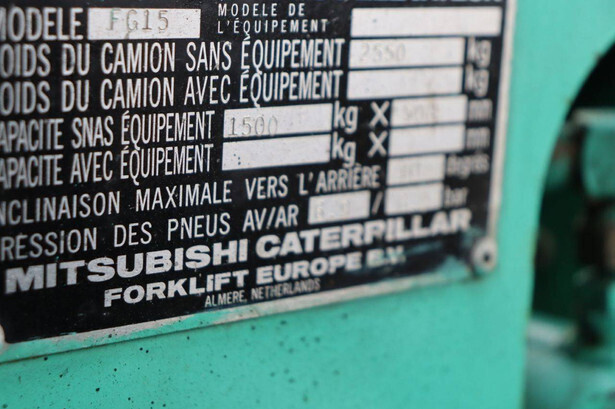 MODELE FG15 MODELE DE L'ÉQUIPEMENT
OIDS DU CAMION SANS ÉQUIPEMENT 2550 kg
OIDS DU CAMION AVEC ÉQUIPEMENT kg
APACITE SNAS ÉQUIPEMENT 1500 kg X mm
APACITE AVEC ÉQUIPEMENT kg X mm
NCLINAISON MAXIMALE VERS L'ARRIÈRE degrés
RESSION DES PNEUS AV/AR / bar
MITSUBISHI CATERPILLAR
FORKLIFT EUROPE B.V.
ALMERE, NETHERLANDS